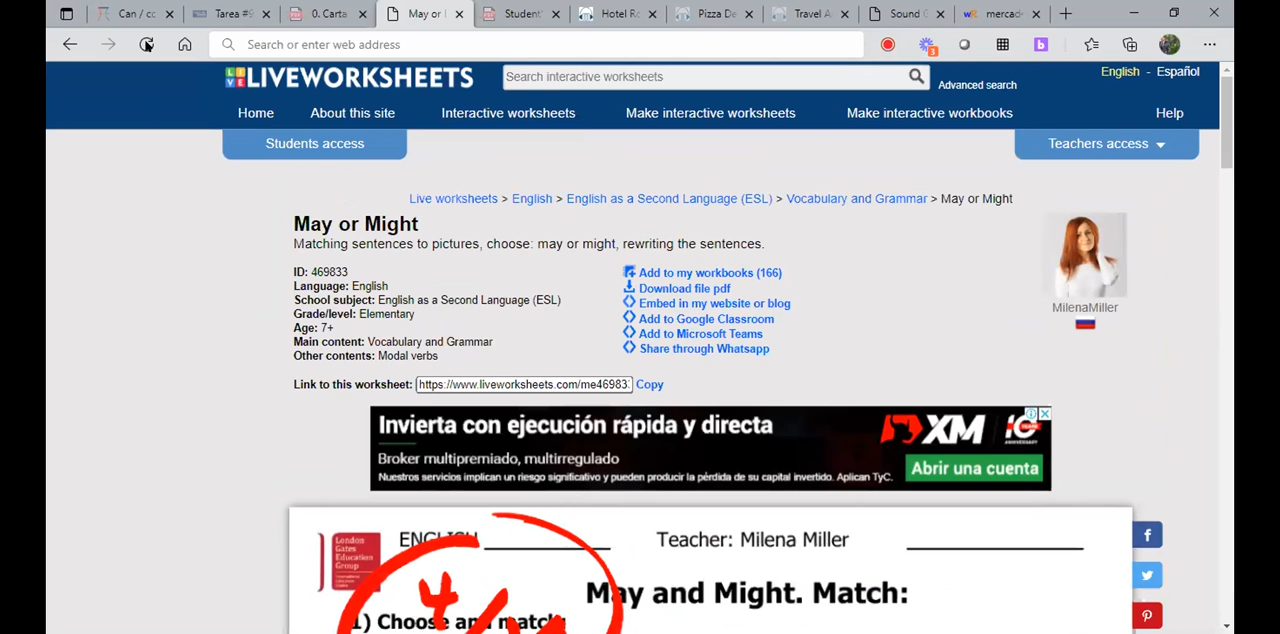 Can / co
Tarea #9
0. Carta
May or
Student'
Hotel Ro
Pizza De
Travel A
Sound G
mercad
Search or enter web address
3
b
LIVE LIVEWORKSHEETS
Search interactive worksheets
Advanced search
English - Español
Home
About this site
Interactive worksheets
Make interactive worksheets
Make interactive workbooks
Help
Students access
Teachers access
Live worksheets > English > English as a Second Language (ESL) > Vocabulary and Grammar > May or Might
May or Might
Matching sentences to pictures, choose: may or might, rewriting the sentences.
ID: 469833
Language: English
School subject: English as a Second Language (ESL)
Grade/level: Elementary
Age: 7+
Main content: Vocabulary and Grammar
Other contents: Modal verbs
Add to my workbooks (166)
Download file pdf
Embed in my website or blog
Add to Google Classroom
Add to Microsoft Teams
Share through Whatsapp
MilenaMiller
Link to this worksheet: https://www.liveworksheets.com/me46983 Copy
Invierta con ejecución rápida y directa
Broker multipremiado, multirregulado
Nuestros servicios implican un riesgo significativo y pueden producir la pérdida de su capital invertido. Aplican TyC.
XM
10
Abrir una cuenta
London Gates Education Group
ENGLISH
Teacher: Milena Miller
May and Might. Match:
1) Choose and match: